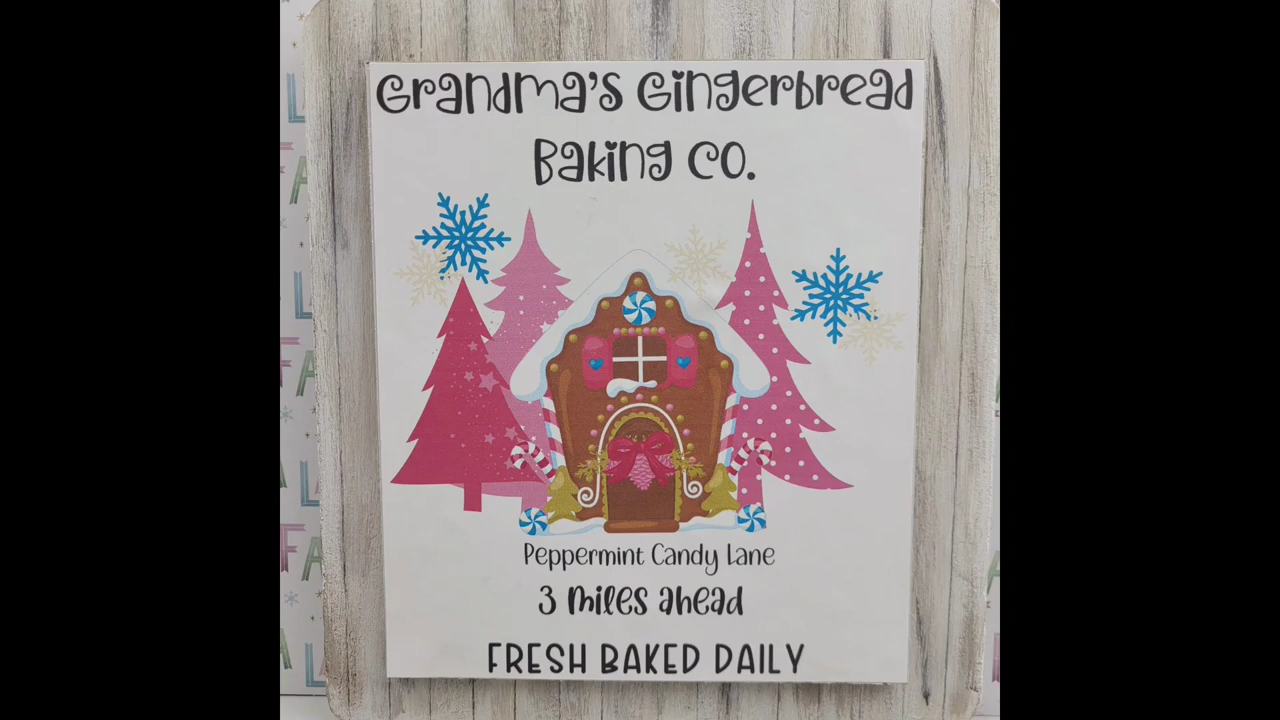 Grandma's Gingerbread
Baking Co.
Peppermint Candy Lane
3 miles ahead
FRESH BAKED DAILY